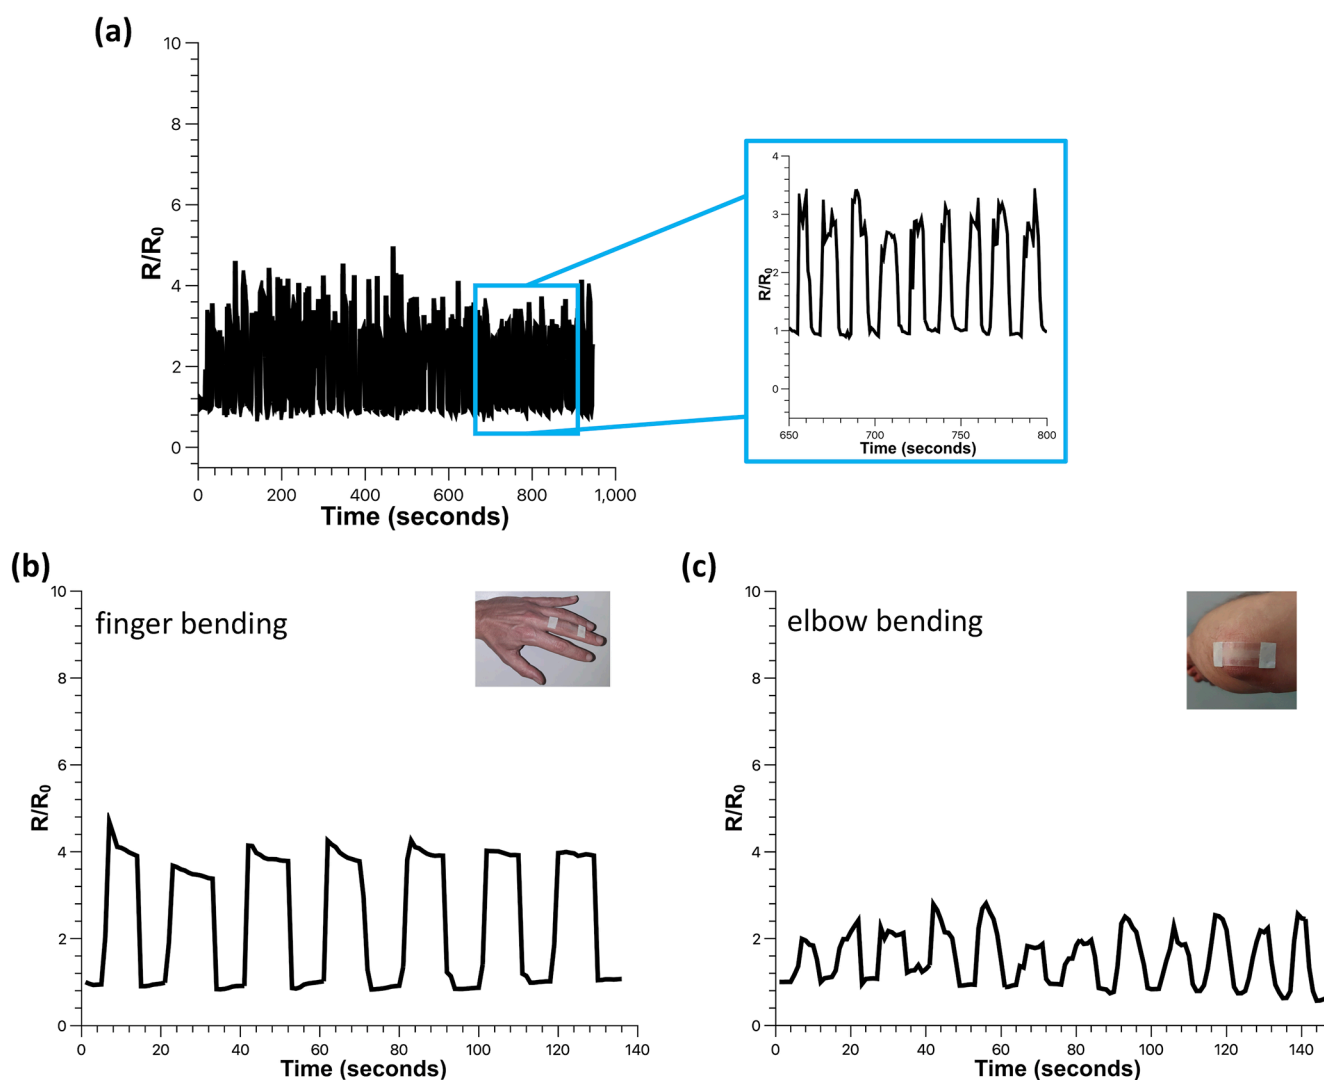 (a)
10
8
6
4
2
0
R/R0
0 200 400 600 800 1,000
Time (seconds)
4
3
2
1
0
R/R0
650 700 750 800
Time (seconds)
(b)
10
8
6
4
2
0
R/R0
finger bending
0 20 40 60 80 100 120 140
Time (seconds)
(c)
10
8
6
4
2
0
R/R0
elbow bending
0 20 40 60 80 100 120 140
Time (seconds)